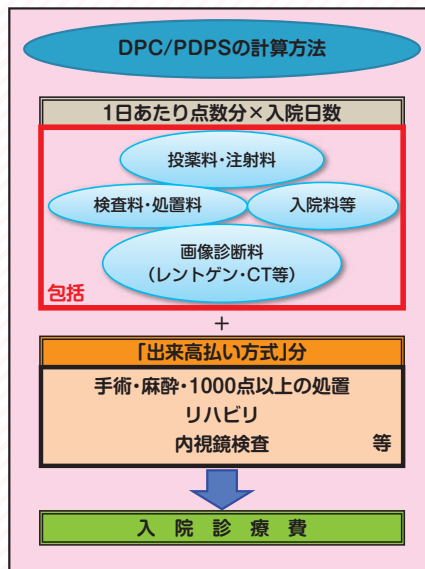 DPC/PDPSの計算方法
1日あたり点数分×入院日数
投薬料・注射料
検査料・処置料
入院料等
画像診断料
（レントゲン・CT等）
包括
+
「出来高払い方式」分
手術・麻酔・1000点以上の処置
リハビリ
内視鏡検査 等
入院診療費